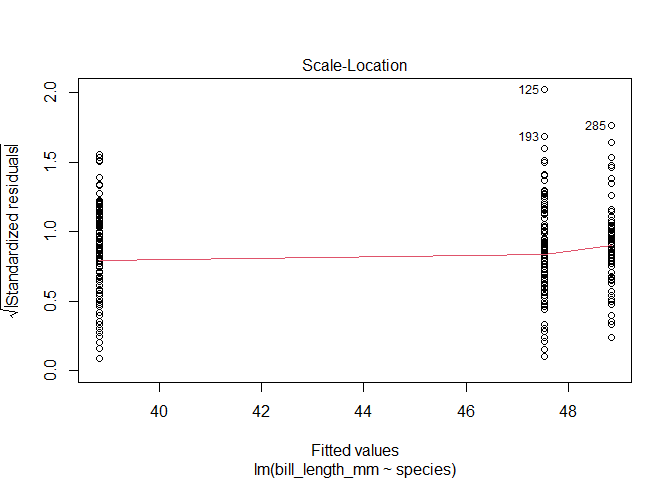 Scale-Location
√|Standardized residuals|
2.0
1.5
1.0
0.5
0.0
125
193
285
40 42 44 46 48
Fitted values
lm(bill_length_mm ~ species)